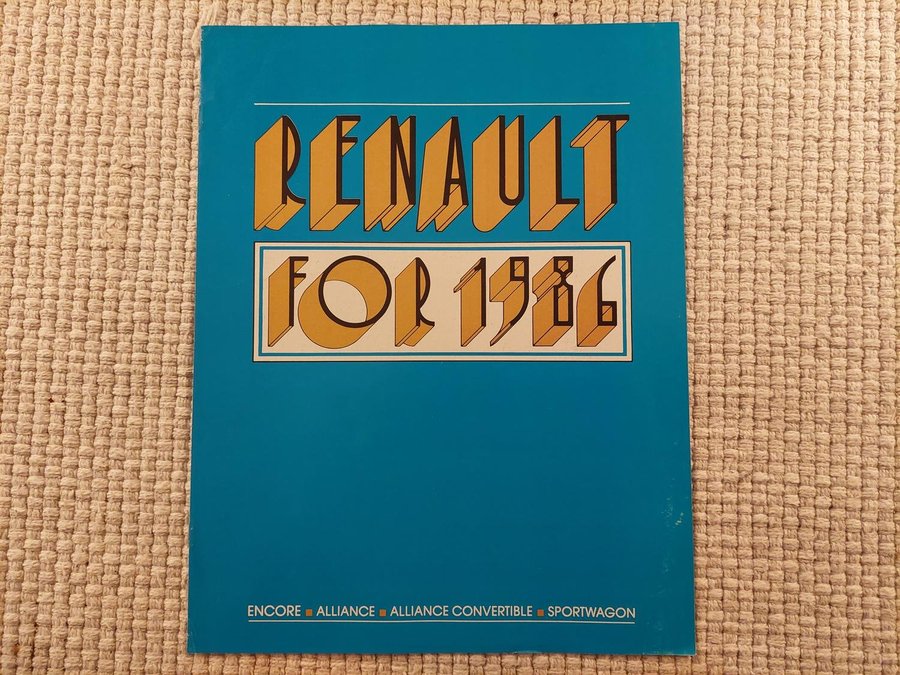 RENAULT
FOR 1986
ENCORE ▪ ALLIANCE ▪ ALLIANCE CONVERTIBLE ▪ SPORTWAGON